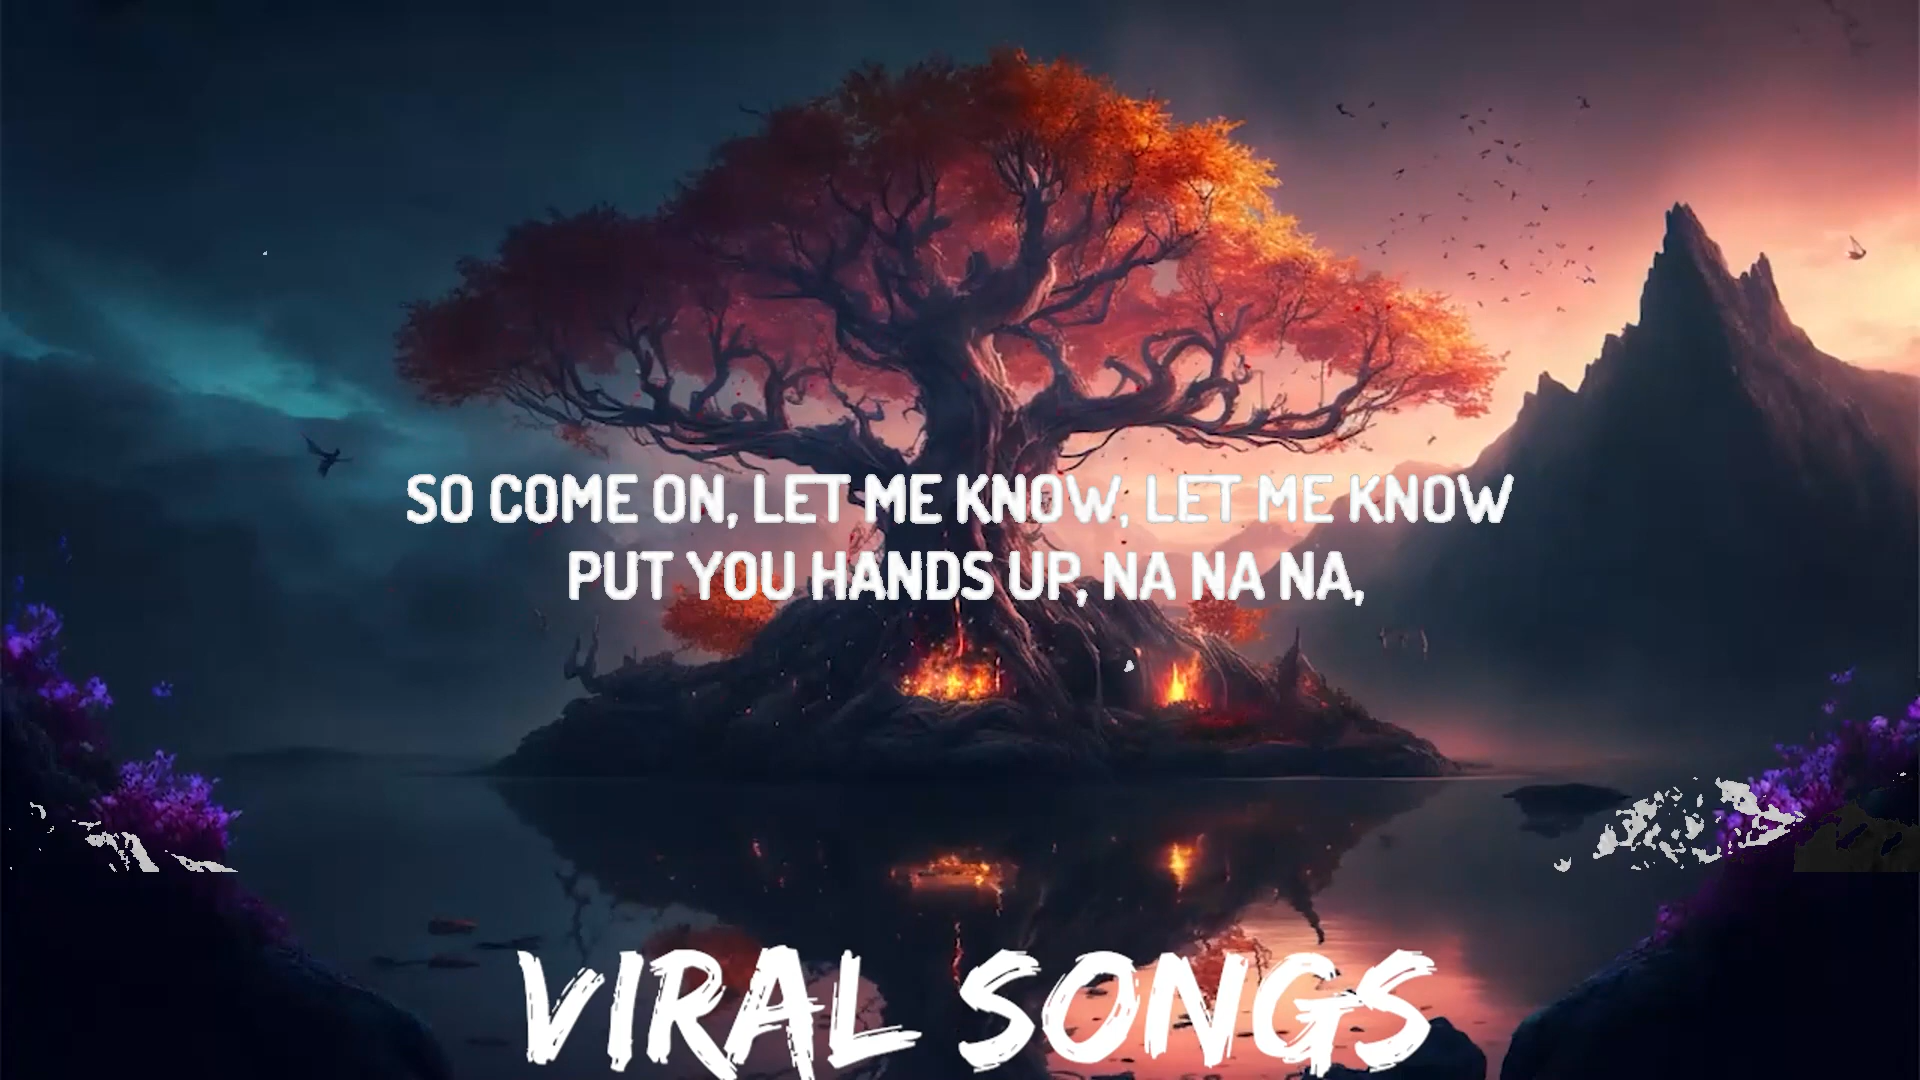 SO COME ON, LET ME KNOW, LET ME KNOW
PUT YOU HANDS UP, NA NA NA,
VIRAL SONGS